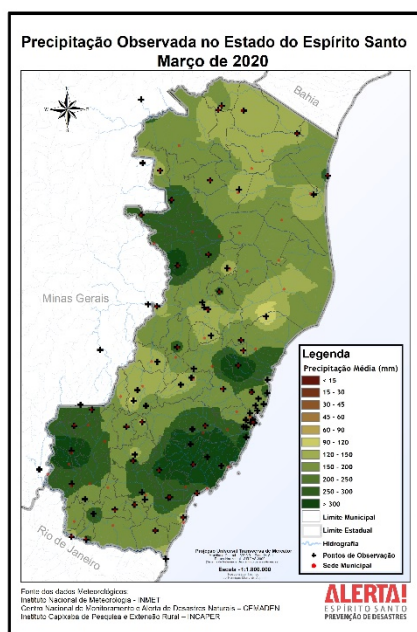 Precipitação Observada no Estado do Espírito Santo
Março de 2020
Bahia
Minas Gerais
Rio de Janeiro
Legenda
Precipitação Média (mm)
< 15
15 - 30
30 - 45
45 - 60
60 - 90
90 - 120
120 - 150
150 - 200
200 - 250
250 - 300
> 300
Limite Municipal
Limite Estadual
Hidrografia
Pontos de Observação
Sede Municipal
Projeção Universal Transversa de Mercator
Escala - 1:1.800.000
Fonte dos dados Meteorológicos:
Instituto Nacional de Meteorologia - INMET
Centro Nacional de Monitoramento e Alerta de Desastres Naturais - CEMADEN
Instituto Capixaba de Pesquisa e Extensão Rural - INCAPER
ALERTA!
ESPÍRITO SANTO
PREVENÇÃO DE DESASTRES